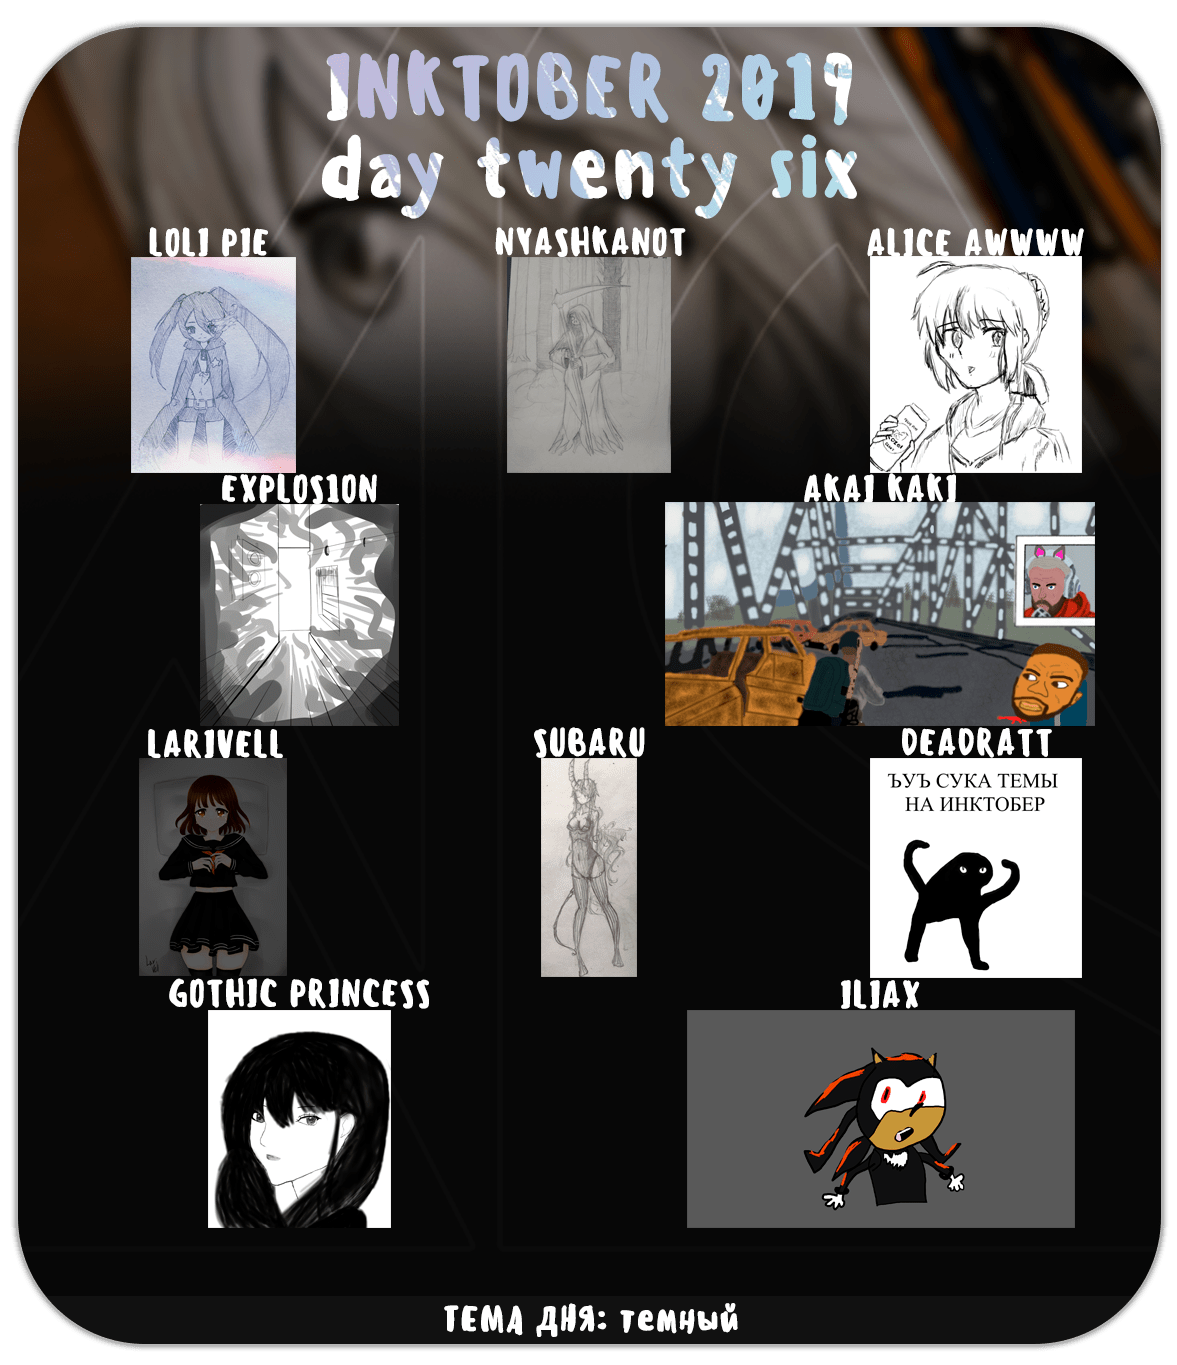 INKTOBER 2019
day twenty six
LOLI PIE
NYASHKANOT
ALICE AWWWW
EXPLOSION
AKAI KAKI
LARIVELL
SUBARU
DEADRATT
ЪУЪ СУКА ТЕМЫ
НА ИНКТОБЕР
GOTHIC PRINCESS
ILIAX
ТЕМА ДНЯ: темный